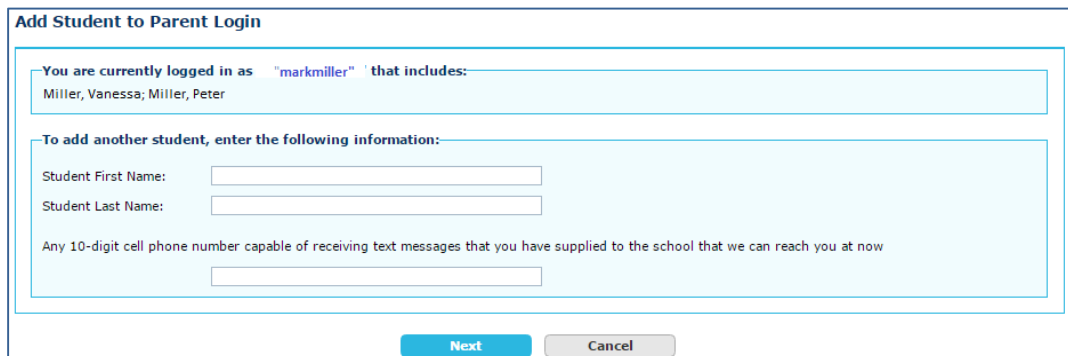 Add Student to Parent Login
You are currently logged in as "markmiller" ' that includes:
Miller, Vanessa; Miller, Peter
To add another student, enter the following information:
Student First Name:
Student Last Name:
Any 10-digit cell phone number capable of receiving text messages that you have supplied to the school that we can reach you at now
Next Cancel